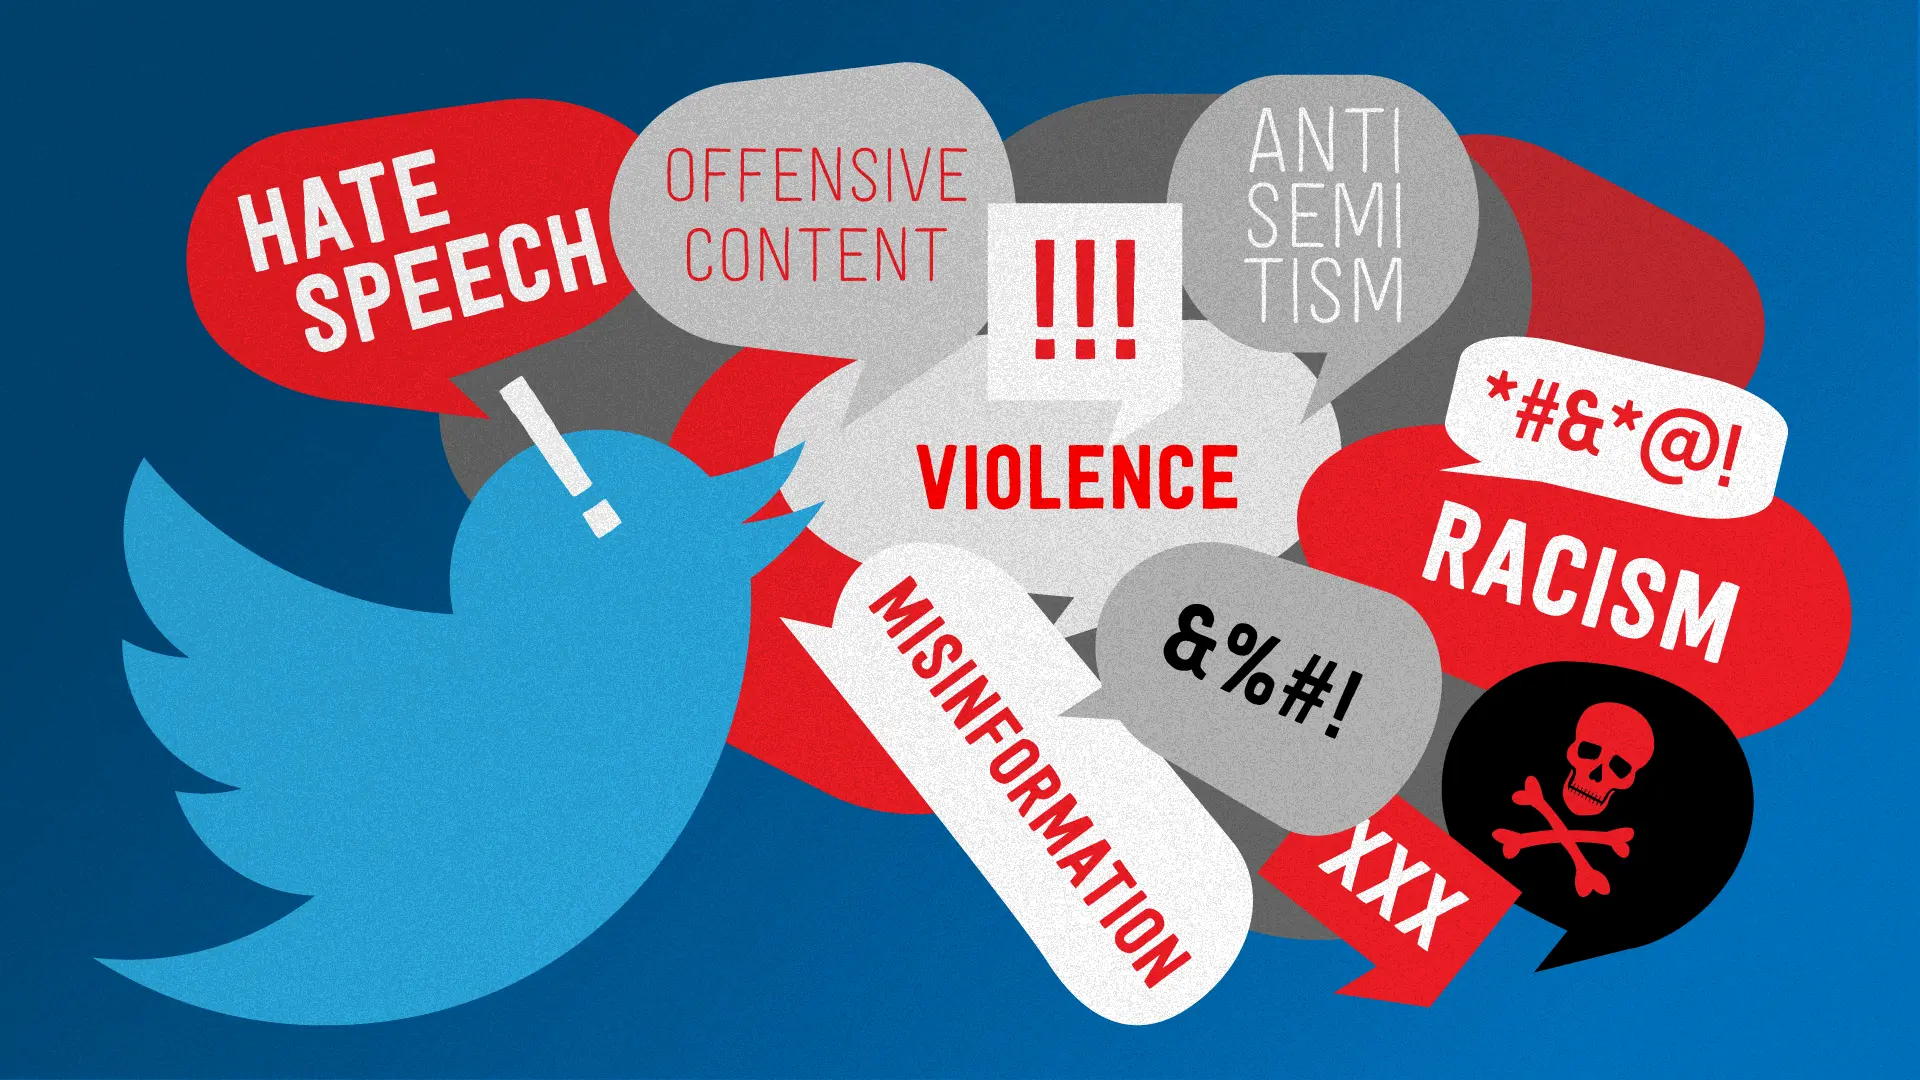 HATE
SPEECH
OFFENSIVE
CONTENT
!!!
ANTI
SEMI
TISM
*#&*@!
!
VIOLENCE
RACISM
MISINFORMATION
&%#!
XXX